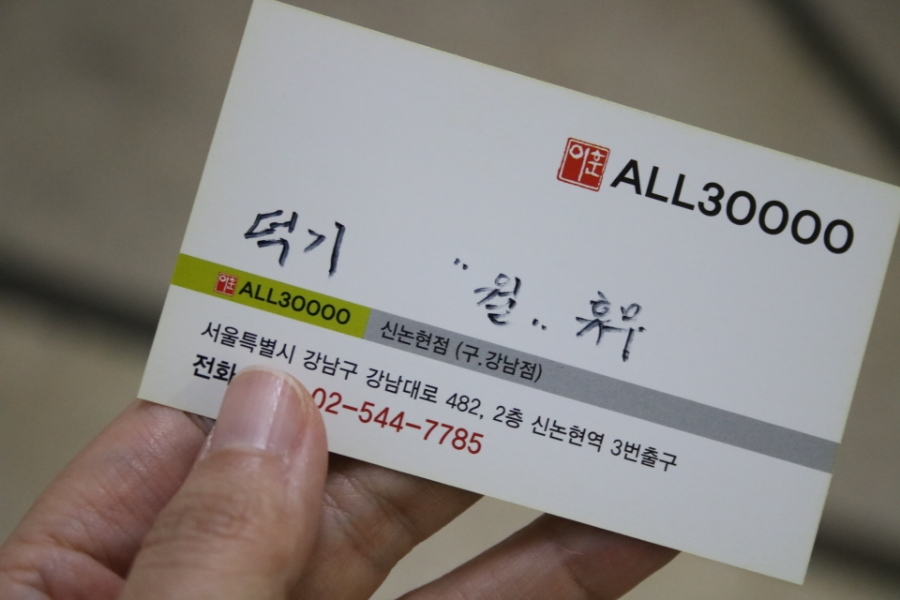 이훈 ALL30000
덕기 "월.. 휴무
이훈 ALL30000 신논현점 (구.강남점)
서울특별시 강남구 강남대로 482, 2층 신논현역 3번출구
전화 02-544-7785